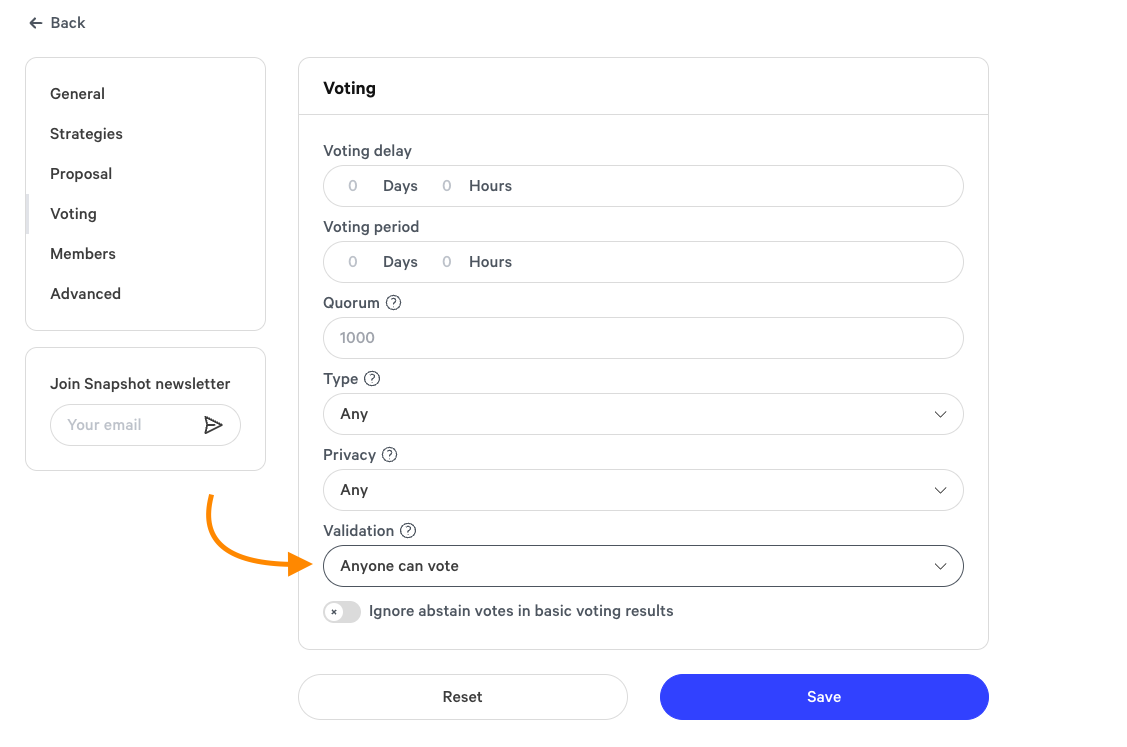 Back
General
Strategies
Proposal
Voting
Members
Advanced
Join Snapshot newsletter
Your email
Voting
Voting delay
0 Days 0 Hours
Voting period
0 Days 0 Hours
Quorum ?
1000
Type ?
Any
Privacy ?
Any
Validation ?
Anyone can vote
Ignore abstain votes in basic voting results
Reset
Save